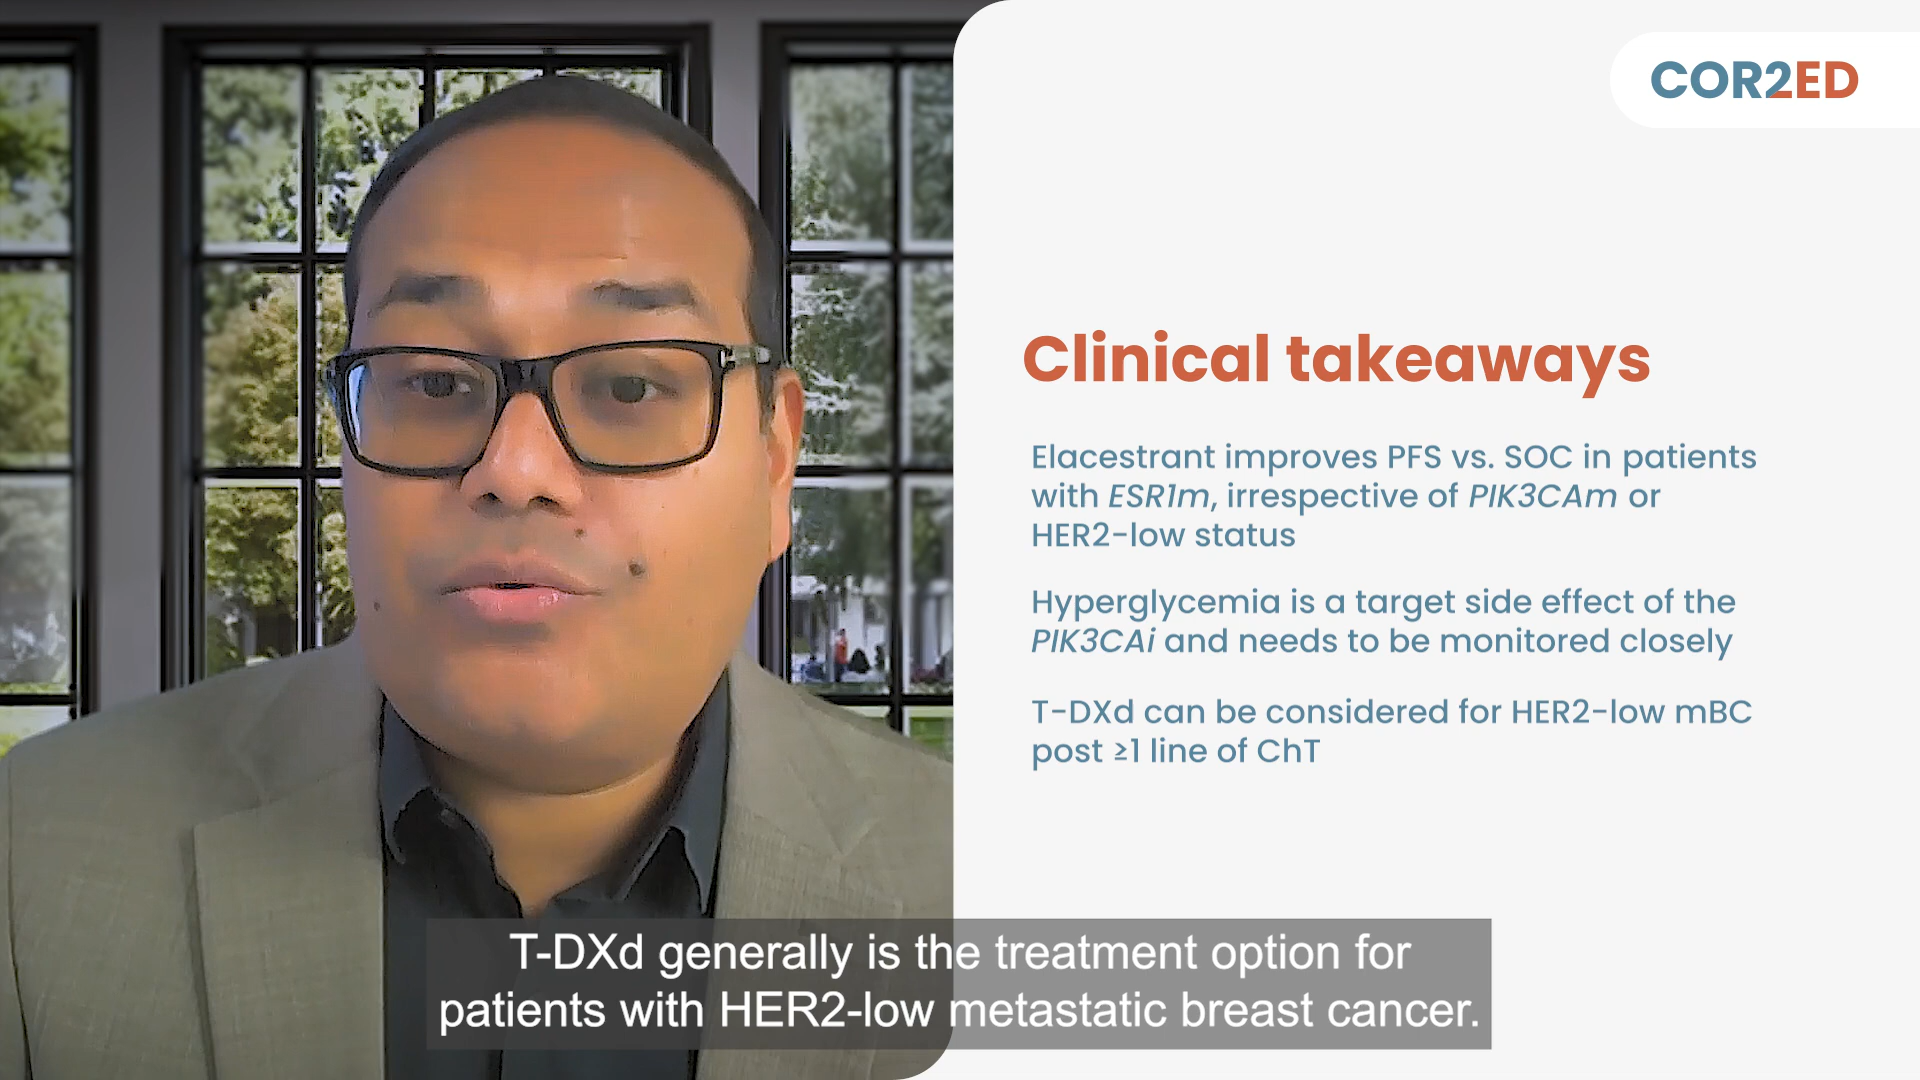 COR2ED
Clinical takeaways
Elacestrant improves PFS vs. SOC in patients
with ESR1m, irrespective of PIK3CAm or
HER2-low status
Hyperglycemia is a target side effect of the
PIK3CAi and needs to be monitored closely
T-DXd can be considered for HER2-low mBC
post ≥1 line of ChT
T-DXd generally is the treatment option for
patients with HER2-low metastatic breast cancer.